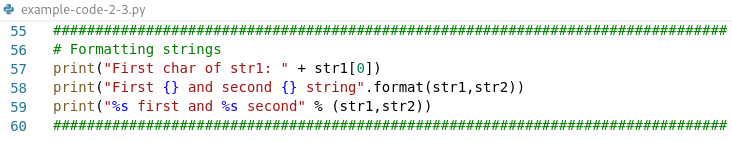 example-code-2-3.py
55 ################################################################################
56 # Formatting strings
57 print("First char of str1: " + str1[0])
58 print("First {} and second {} string".format(str1,str2))
59 print("%s first and %s second" % (str1,str2))
60 ################################################################################